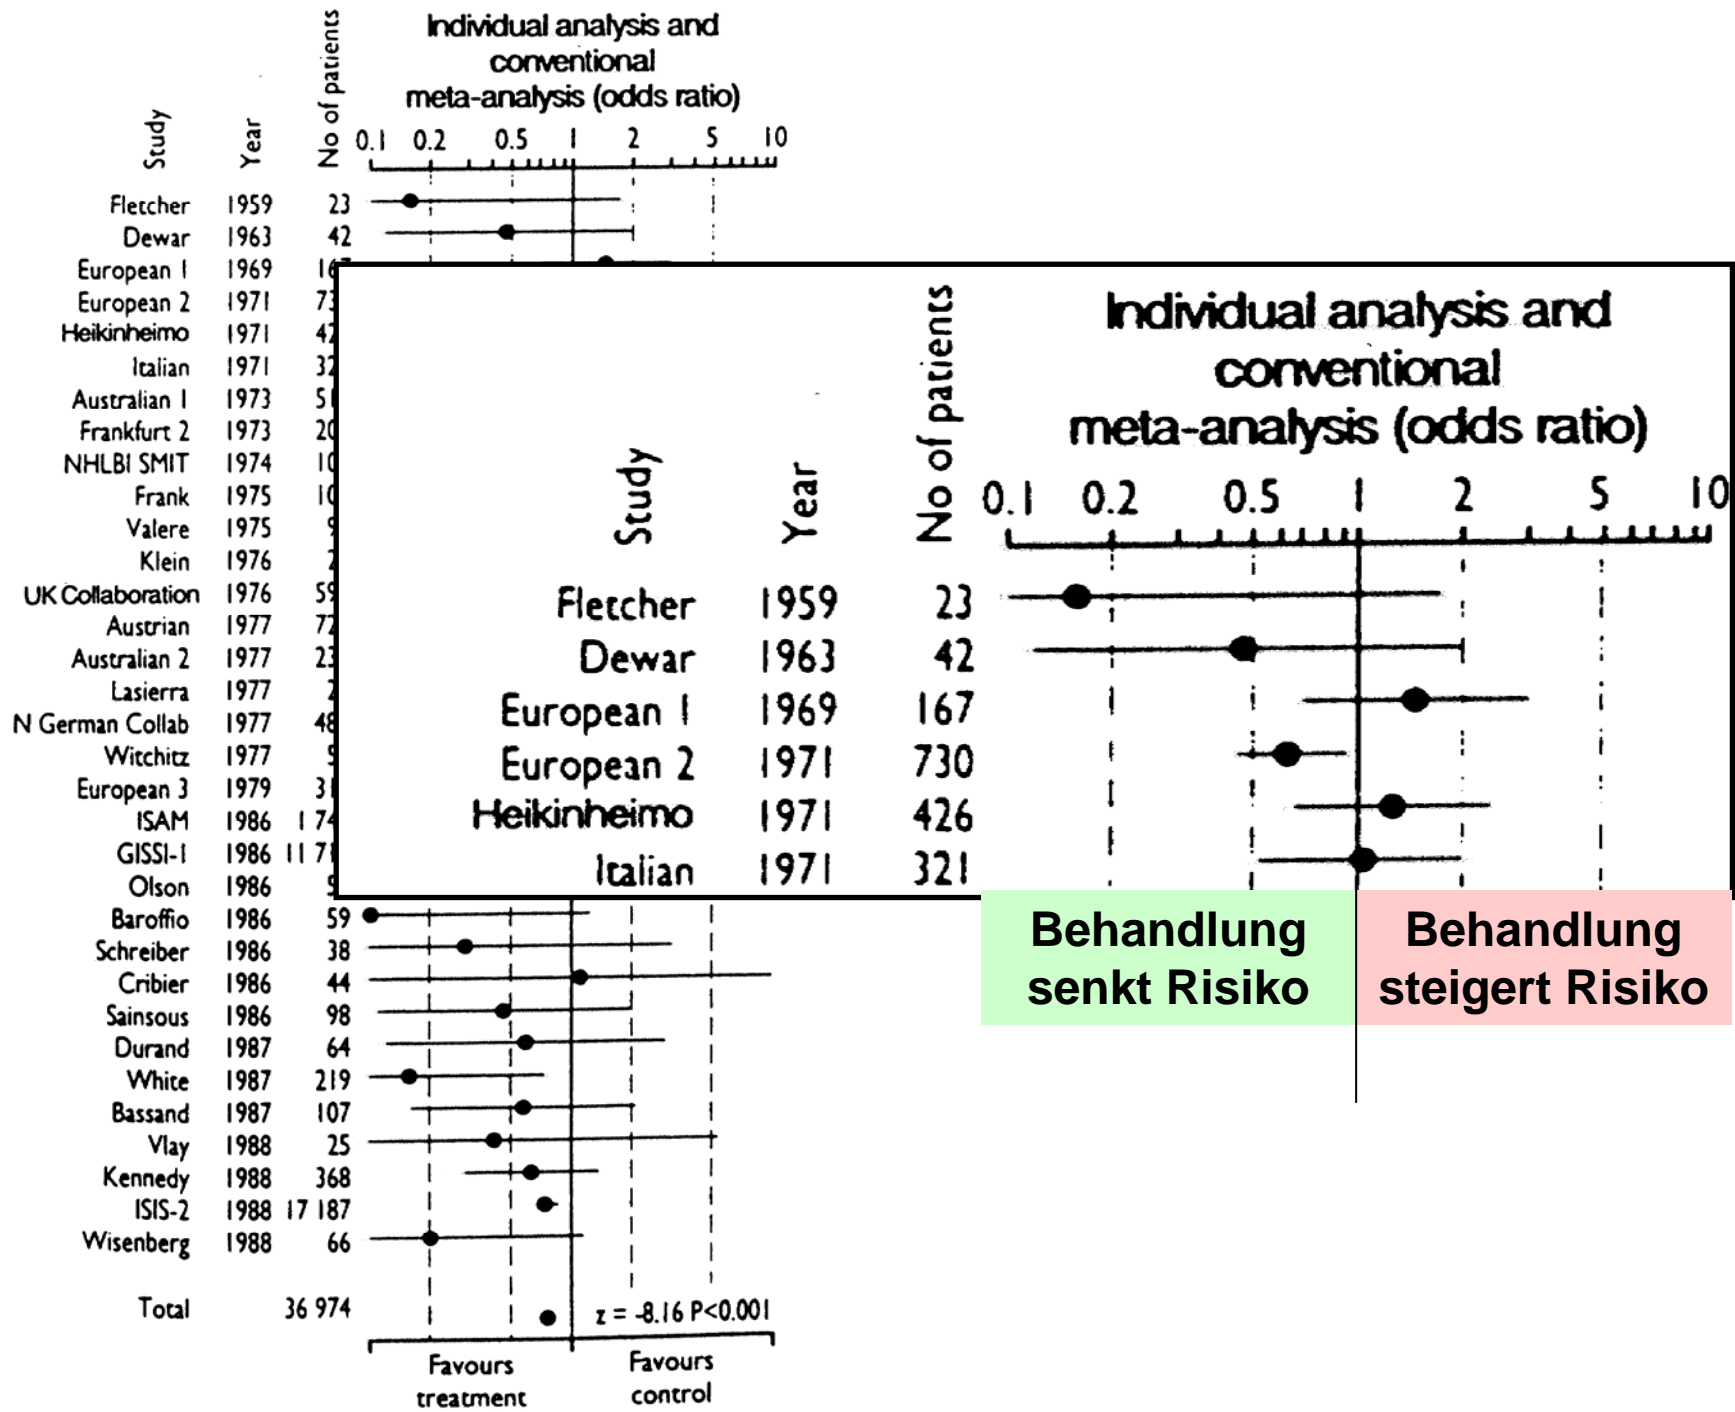 Individual analysis and
conventional
meta-analysis (odds ratio)
Study Year No of patients 0.1 0.2 0.5 1 2 5 10
Fletcher 1959 23
Dewar 1963 42
European 1 1969
European 2 1971
Heikinheimo 1971
Italian 1971
Australian 1 1973
Frankfurt 2 1973
NHLBI SMIT 1974
Frank 1975
Valere 1975
Klein 1976
UK Collaboration 1976
Austrian 1977
Australian 2 1977
Lasierra 1977
N German Collab 1977
Witchitz 1977
European 3 1979
ISAM 1986
GISSI-1 1986
Olson 1986
Baroffio 1986 59
Schreiber 1986 38
Cribier 1986 44
Sainsous 1986 98
Durand 1987 64
White 1987 219
Bassand 1987 107
Vlay 1988 25
Kennedy 1988 368
ISIS-2 1988 17 187
Wisenberg 1988 66
Total 36 974 z = -8.16 P<0.001
Favours
treatment
Favours
control
Individual analysis and
conventional
meta-analysis (odds ratio)
Study Year No of patients 0.1 0.2 0.5 1 2 5 10
Fletcher 1959 23
Dewar 1963 42
European 1 1969 167
European 2 1971 730
Heikinheimo 1971 426
Italian 1971 321
Behandlung
senkt Risiko
Behandlung
steigert Risiko